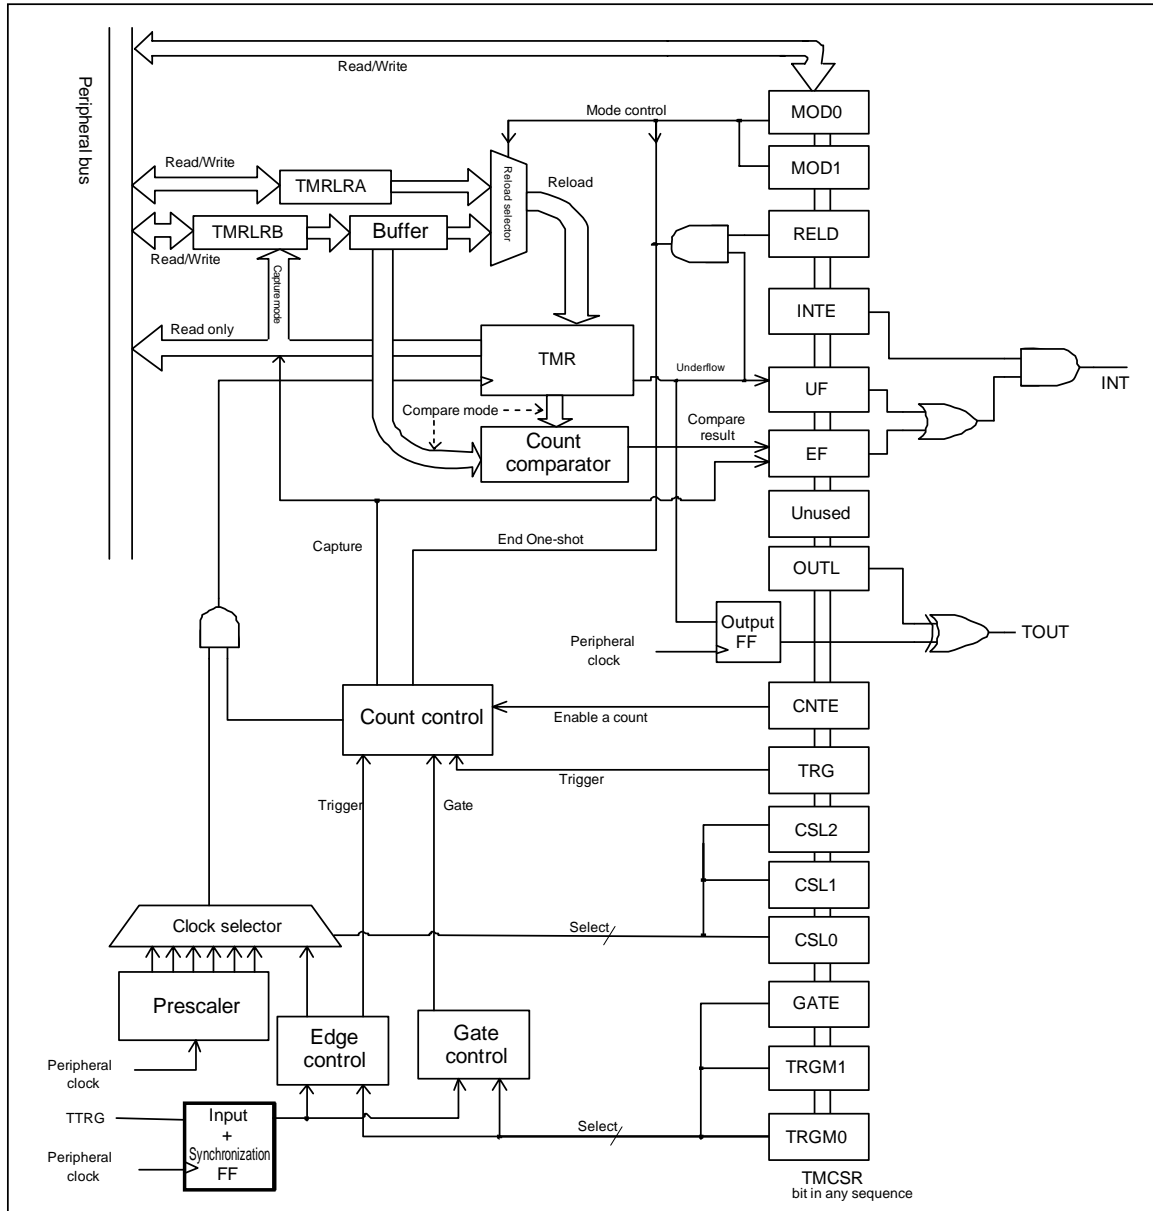 Peripheral bus
Read/Write
MOD0
Mode control
MOD1
Read/Write
TMRLRA
Reload selector
Reload
TMRLRB
Buffer
RELD
Read/Write
Capture mode
INTE
Read only
TMR
Underflow
UF
INT
Compare mode
Compare
result
Count
comparator
EF
Unused
Capture
End One-shot
OUTL
Output
FF
Peripheral
clock
TOUT
Count control
Enable a count
CNTE
Trigger
TRG
Trigger
Gate
CSL2
CSL1
Clock selector
Select
CSL0
Prescaler
GATE
Edge
control
Gate
control
Peripheral
clock
TRGM1
TTRG
Input
+
Synchronization
FF
Select
TRGM0
Peripheral
clock
TMCSR
bit in any sequence